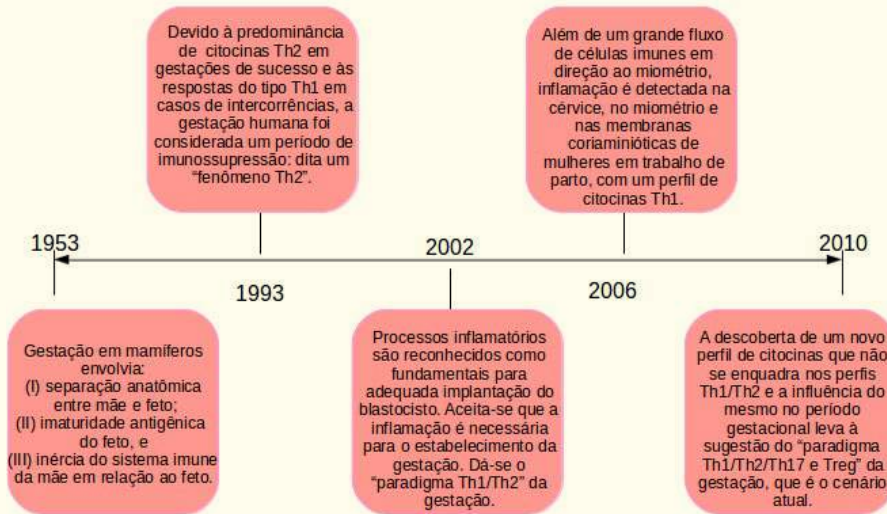 Devido à predominância
de citocinas Th2 em
gestações de sucesso e às
respostas do tipo Th1 em
casos de intercorrências, a
gestação humana foi
considerada um período de
imunossupressão: dita um
“fenômeno Th2”.
Além de um grande fluxo
de células imunes em
direção ao miométrio,
inflamação é detectada na
cérvice, no miométrio e
nas membranas
coriaminióticas de
mulheres em trabalho de
parto, com um perfil de
citocinas Th1.
1953
2002
2010
1993
2006
Gestação em mamíferos
envolvia:
(I) separação anatômica
entre mãe e feto;
(II) imaturidade antigênica
do feto, e
(III) inércia do sistema imune
da mãe em relação ao feto.
Processos inflamatórios
são reconhecidos como
fundamentais para
adequada implantação do
blastocisto. Aceita-se que a
inflamação é necessária
para o estabelecimento da
gestação. Dá-se o
“paradigma Th1/Th2” da
gestação.
A descoberta de um novo
perfil de citocinas que não
se enquadra nos perfis
Th1/Th2 e a influência do
mesmo no período
gestacional leva à
sugestão do “paradigma
Th1/Th2/Th17 e Treg” da
gestação, que é o cenário
atual.